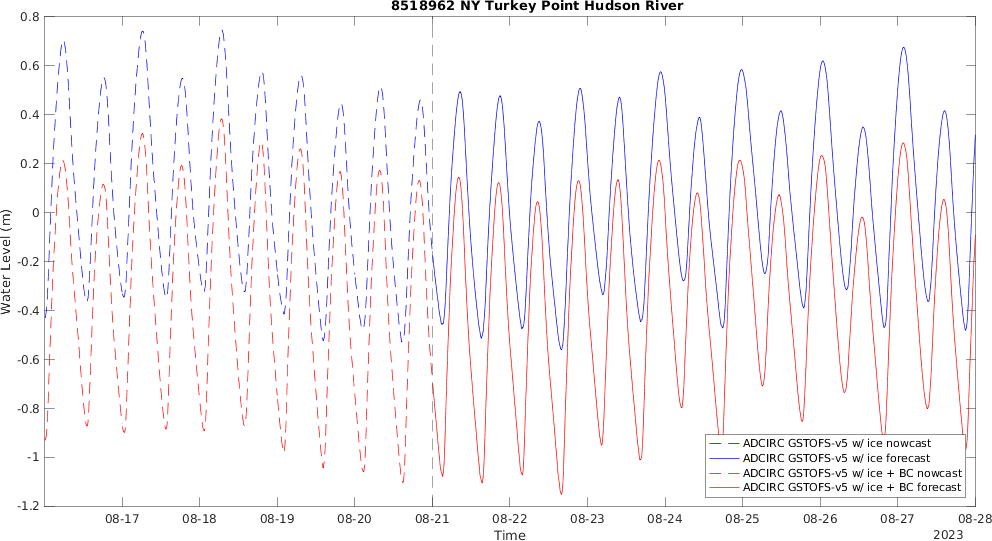 8518962 NY Turkey Point Hudson River
0.8
0.6
0.4
0.2
0
-0.2
-0.4
-0.6
-0.8
-1
-1.2
Water Level (m)
ADCIRC GSTOFS-v5 w/ ice nowcast
ADCIRC GSTOFS-v5 w/ ice forecast
ADCIRC GSTOFS-v5 w/ ice + BC nowcast
ADCIRC GSTOFS-v5 w/ ice + BC forecast
08-17 08-18 08-19 08-20 08-21 08-22 08-23 08-24 08-25 08-26 08-27 08-28
Time
2023